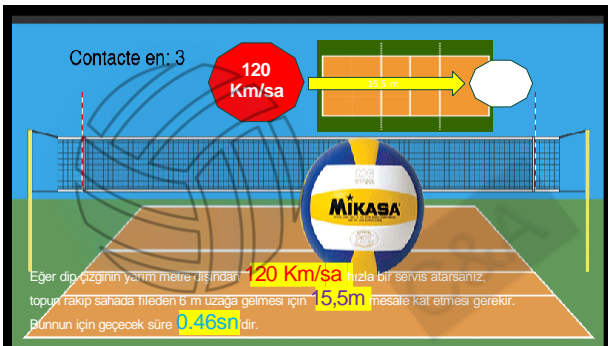 Contacte en: 3
120
Km/sa
15,5 m
MIKASA
Eğer dip çizginin yarım metre dışından 120 Km/sa hızla bir servis atarsanız,
topun rakip sahada fileden 6 m uzağa gelmesi için 15,5m mesafe kat etmesi gerekir.
Bunnun için geçecek süre 0.46sn'dir.